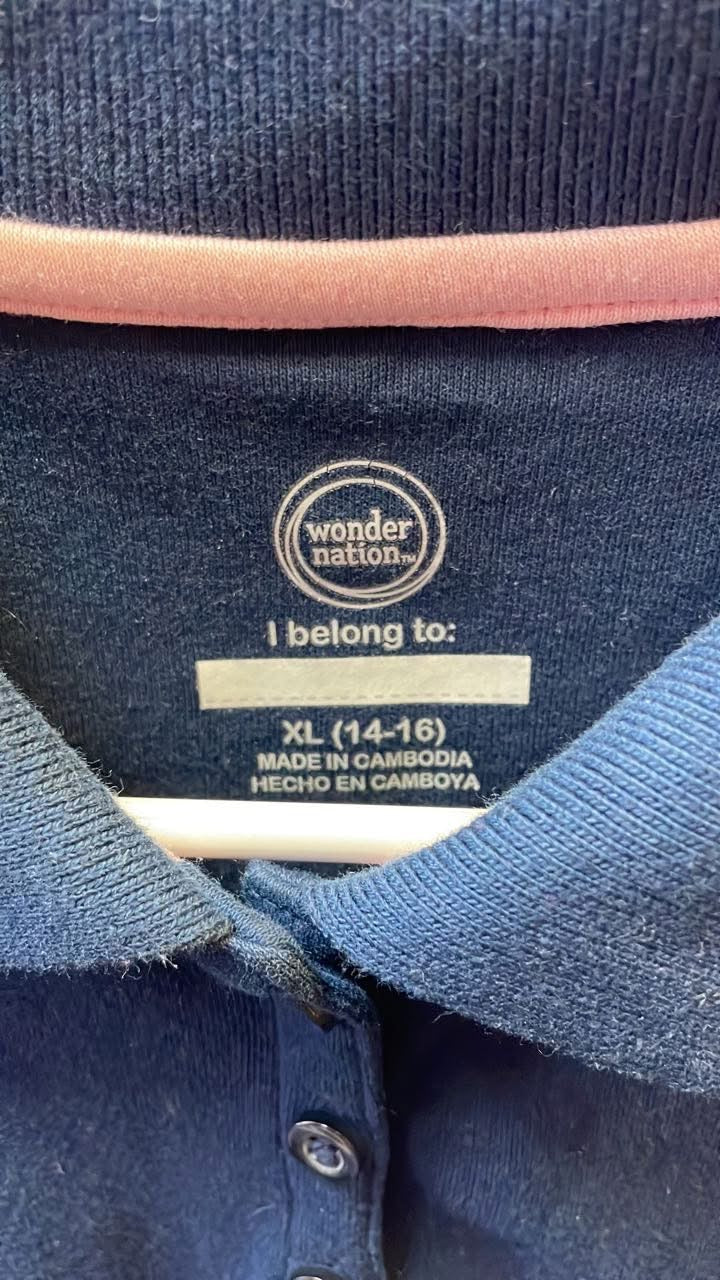 wonder
nation™
I belong to:
XL (14-16)
MADE IN CAMBODIA
HECHO EN CAMBOYA